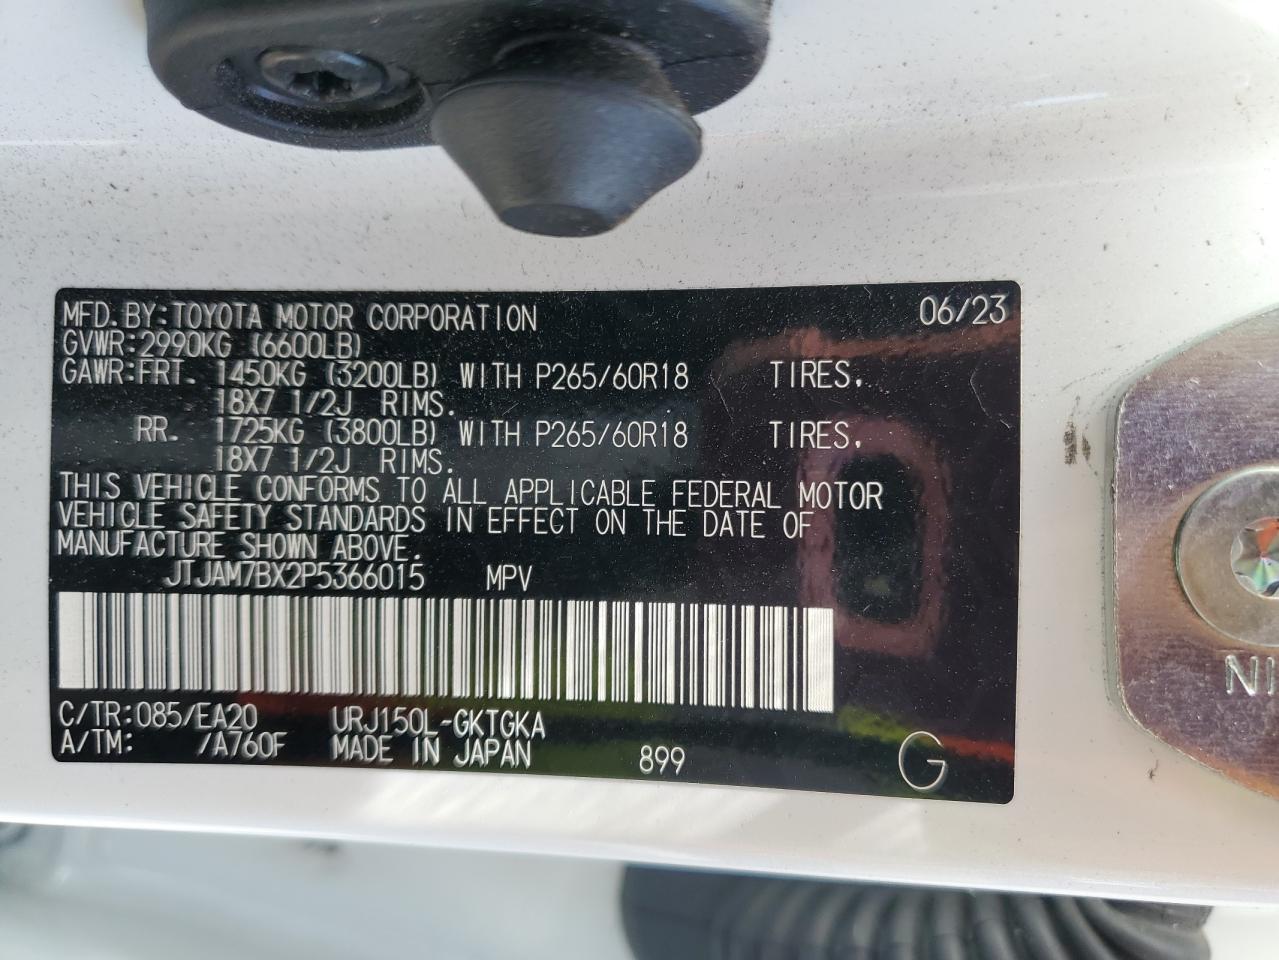 MFD. BY: TOYOTA MOTOR CORPORATION 06/23
GVWR: 2990KG (6600LB)
GAWR: FRT. 1450KG (3200LB) WITH P265/60R18 TIRES,
18X7 1/2J RIMS.
RR. 1725KG (3800LB) WITH P265/60R18 TIRES,
18X7 1/2J RIMS.
THIS VEHICLE CONFORMS TO ALL APPLICABLE FEDERAL MOTOR
VEHICLE SAFETY STANDARDS IN EFFECT ON THE DATE OF
MANUFACTURE SHOWN ABOVE.
JTJAM7BX2P5366015 MPV
C/TR: 085/EA20 URJ150L-GKTGKA
A/TM: /A760F MADE IN JAPAN 899 G